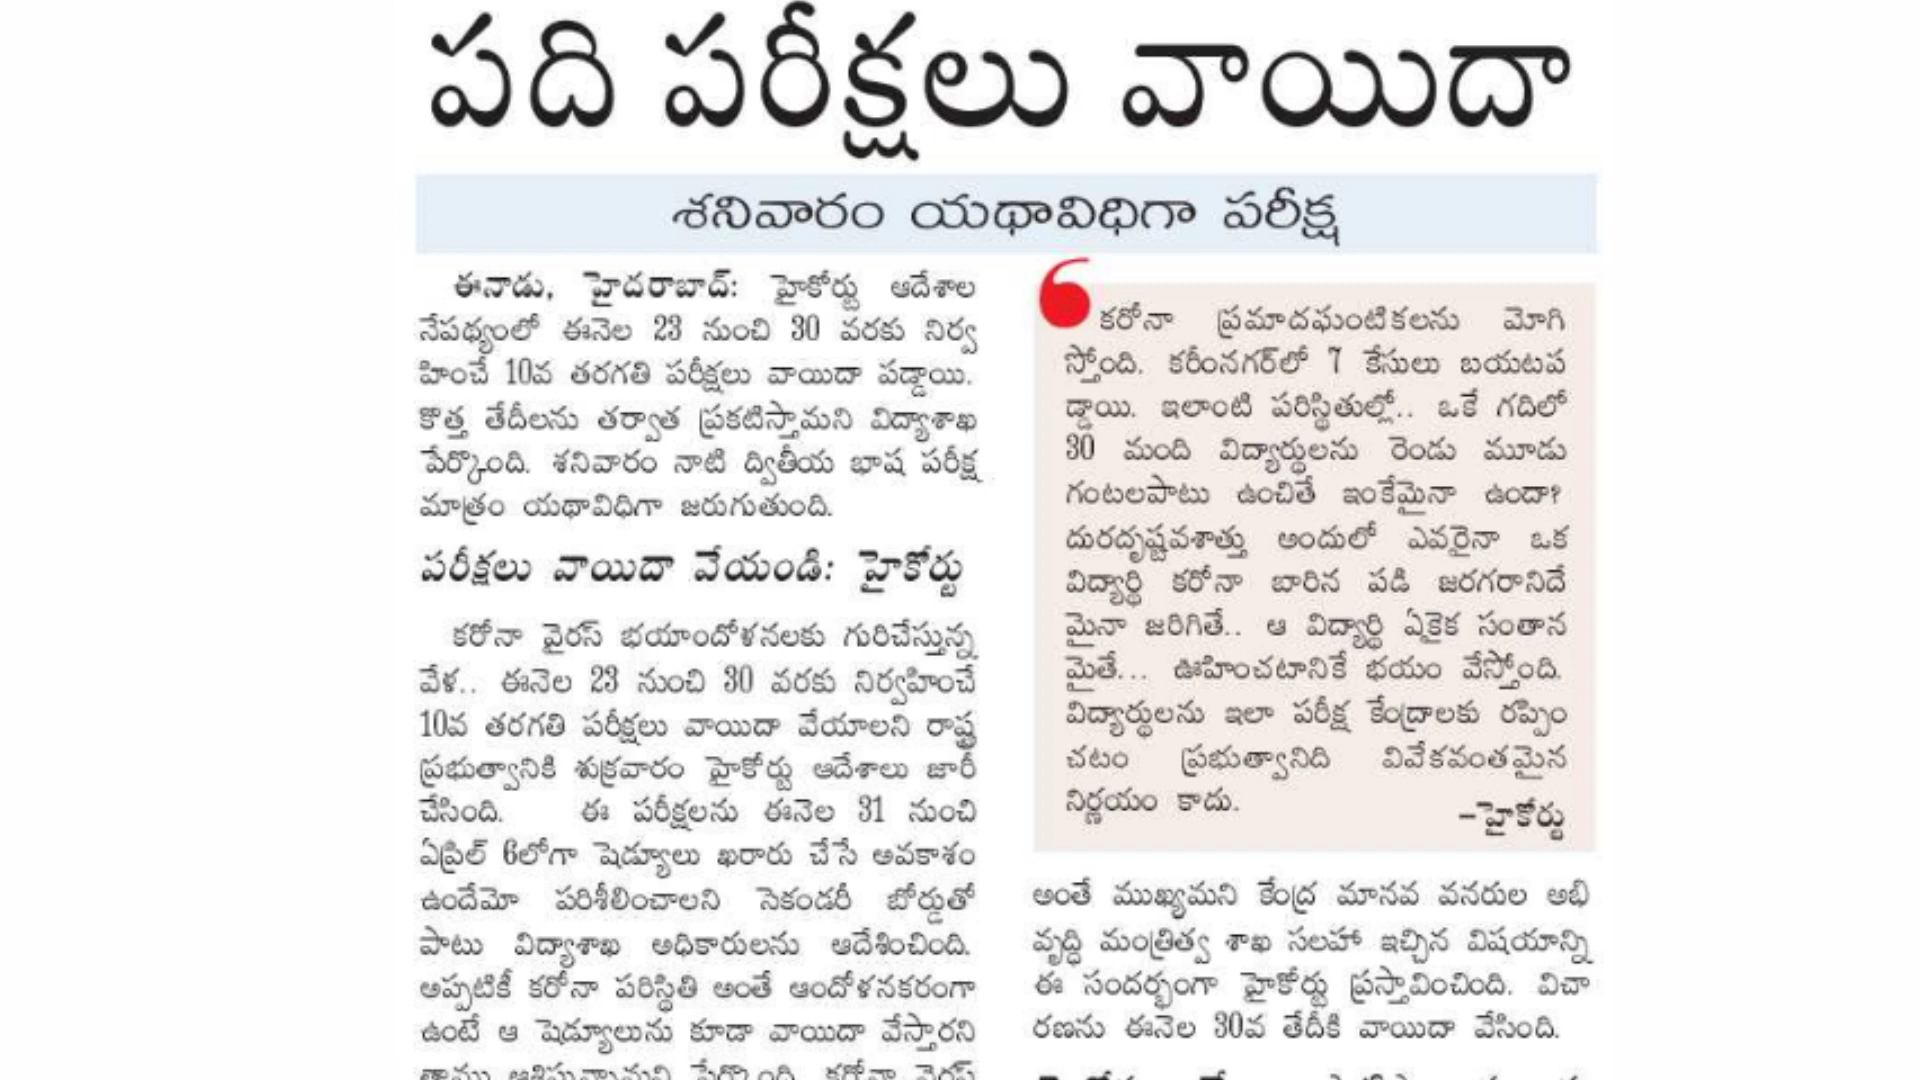 పది పరీక్షలు వాయిదా
శనివారం యథావిధిగా పరీక్ష
ఈనాడు, హైదరాబాద్: హైకోర్టు ఆదేశాల
నేపథ్యంలో ఈనెల 23 నుంచి 30 వరకు నిర్వ
హించే 10వ తరగతి పరీక్షలు వాయిదా పడ్డాయి.
కొత్త తేదీలను తర్వాత ప్రకటిస్తామని విద్యాశాఖ
పేర్కొంది. శనివారం నాటి ద్వితీయ భాష పరీక్ష
మాత్రం యథావిధిగా జరుగుతుంది.
పరీక్షలు వాయిదా వేయండి: హైకోర్టు
కరోనా వైరస్ భయాందోళనలకు గురిచేస్తున్న
వేళ.. ఈనెల 23 నుంచి 30 వరకు నిర్వహించే
10వ తరగతి పరీక్షలు వాయిదా వేయాలని రాష్ట్ర
ప్రభుత్వానికి శుక్రవారం హైకోర్టు ఆదేశాలు జారీ
చేసింది. ఈ పరీక్షలను ఈనెల 31 నుంచి
ఏప్రిల్ 6లోగా షెడ్యూలు ఖరారు చేసే అవకాశం
ఉందేమో పరిశీలించాలని సెకండరీ బోర్డుతో
పాటు విద్యాశాఖ అధికారులను ఆదేశించింది.
అప్పటికీ కరోనా పరిస్థితి అంతే ఆందోళనకరంగా
ఉంటే ఆ షెడ్యూలును కూడా వాయిదా వేస్తారని
తాము ఆశిస్తున్నామని పేర్కొంది. కరోనా వైరస్
❛
కరోనా ప్రమాదఘంటికలను మోగి
స్తోంది. కరీంనగర్‌లో 7 కేసులు బయటప
డ్డాయి. ఇలాంటి పరిస్థితుల్లో.. ఒకే గదిలో
30 మంది విద్యార్థులను రెండు మూడు
గంటలపాటు ఉంచితే ఇంకేమైనా ఉందా?
దురదృష్టవశాత్తు అందులో ఎవరైనా ఒక
విద్యార్థి కరోనా బారిన పడి జరగరానిదే
మైనా జరిగితే.. ఆ విద్యార్థి ఏకైక సంతాన
మైతే... ఊహించటానికే భయం వేస్తోంది.
విద్యార్థులను ఇలా పరీక్ష కేంద్రాలకు రప్పిం
చటం ప్రభుత్వానిది వివేకవంతమైన
నిర్ణయం కాదు.
–హైకోర్టు
అంతే ముఖ్యమని కేంద్ర మానవ వనరుల అభి
వృద్ధి మంత్రిత్వ శాఖ సలహా ఇచ్చిన విషయాన్ని
ఈ సందర్భంగా హైకోర్టు ప్రస్తావించింది. విచా
రణను ఈనెల 30వ తేదీకి వాయిదా వేసింది.